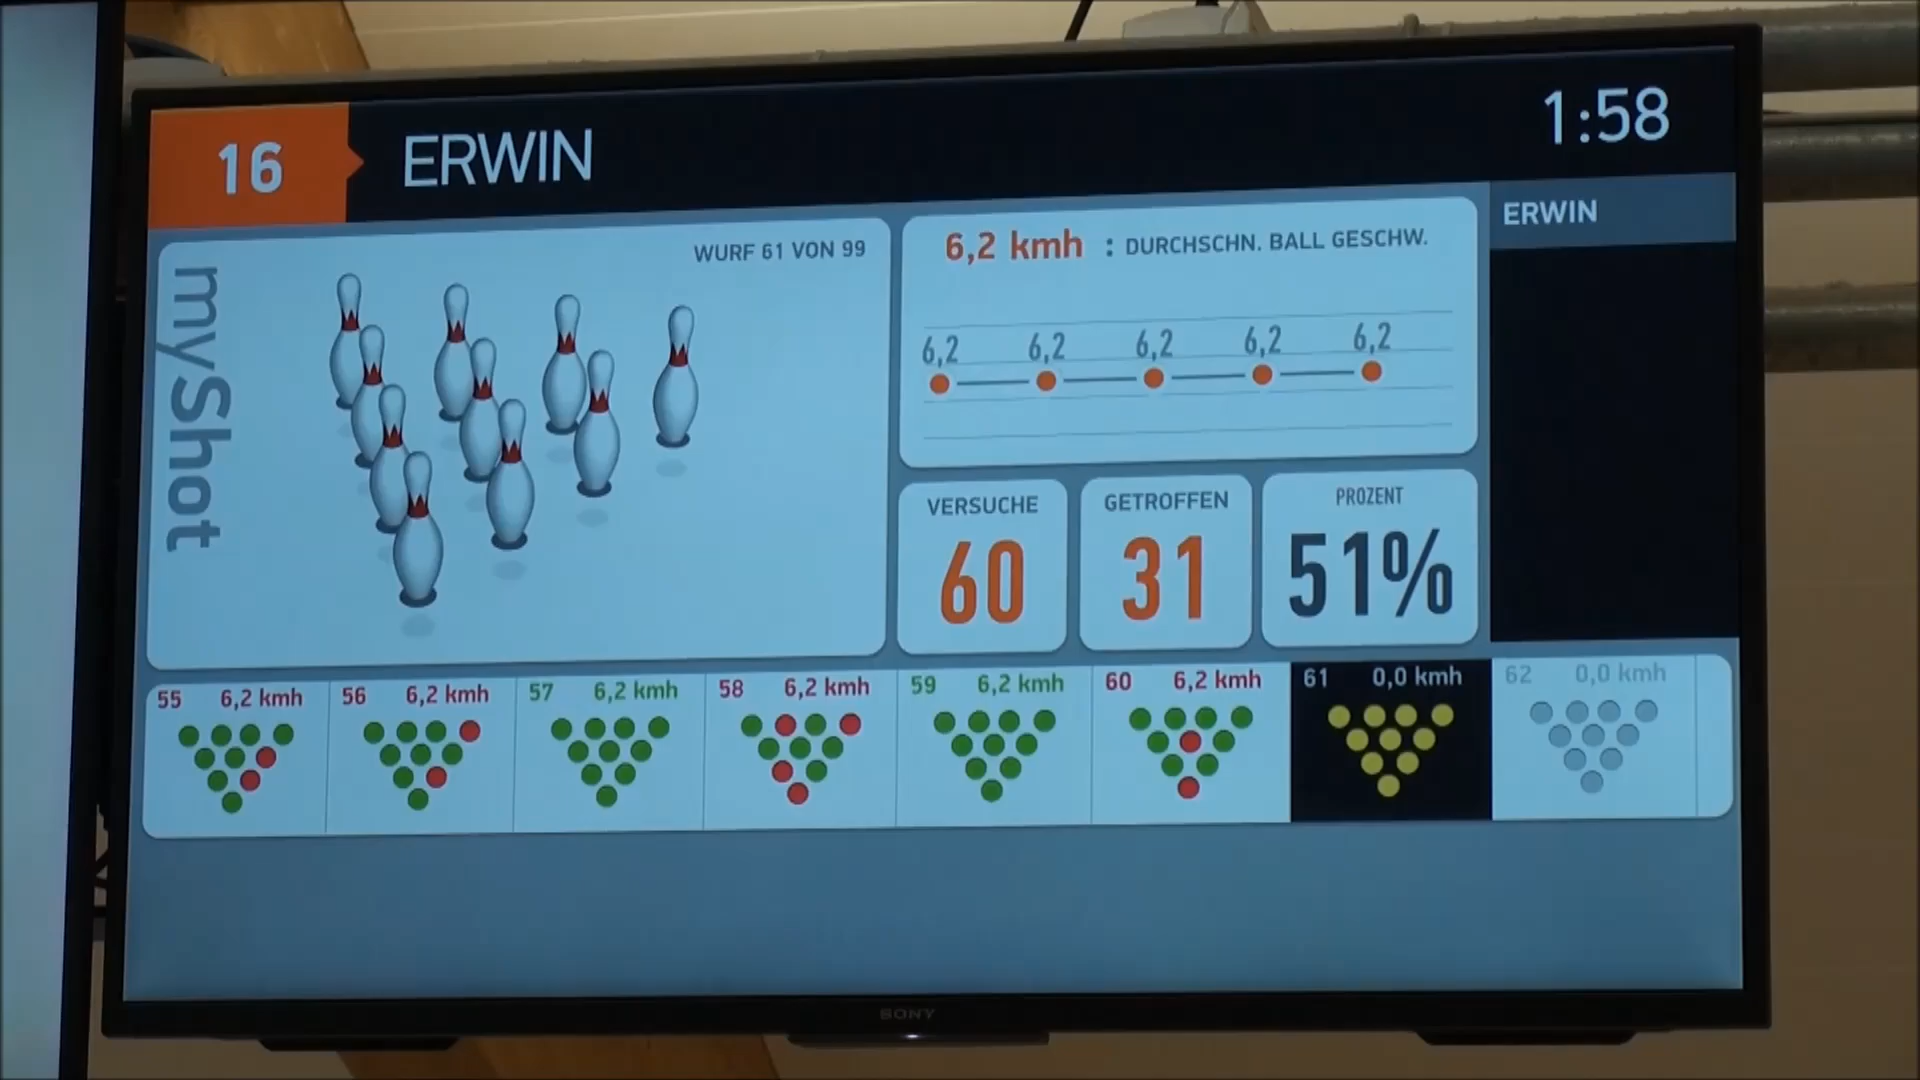 16 ERWIN 1:58
ERWIN
myShot
WURF 61 VON 99
6,2 kmh : DURCHSCHN. BALL GESCHW.
6,2 6,2 6,2 6,2 6,2
VERSUCHE
60
GETROFFEN
31
PROZENT
51%
55 6,2 kmh
56 6,2 kmh
57 6,2 kmh
58 6,2 kmh
59 6,2 kmh
60 6,2 kmh
61 0,0 kmh
62 0,0 kmh
SONY